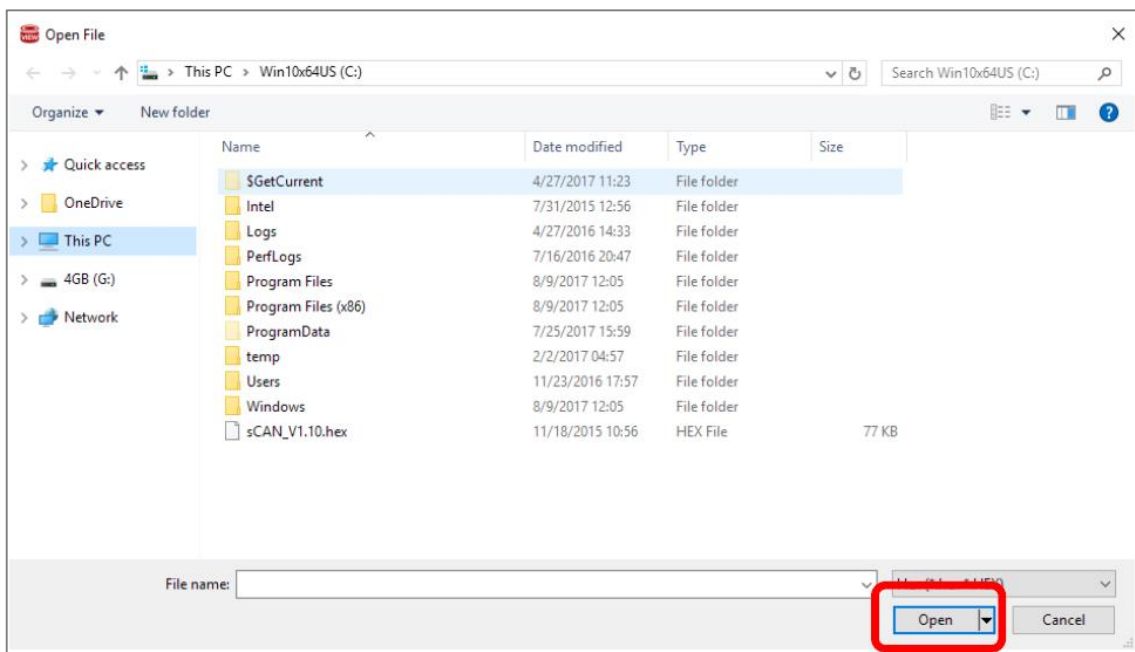 Open File
This PC > Win10x64US (C:)
Search Win10x64US (C:)
Organize
New folder
Name Date modified Type Size
Quick access
OneDrive
This PC
4GB (G:)
Network
$GetCurrent 4/27/2017 11:23 File folder
Intel 7/31/2015 12:56 File folder
Logs 4/27/2016 14:33 File folder
PerfLogs 7/16/2016 20:47 File folder
Program Files 8/9/2017 12:05 File folder
Program Files (x86) 8/9/2017 12:05 File folder
ProgramData 7/25/2017 15:59 File folder
temp 2/2/2017 04:57 File folder
Users 11/23/2016 17:57 File folder
Windows 8/9/2017 12:05 File folder
sCAN_V1.10.hex 11/18/2015 10:56 HEX File 77 KB
File name:
Open
Cancel